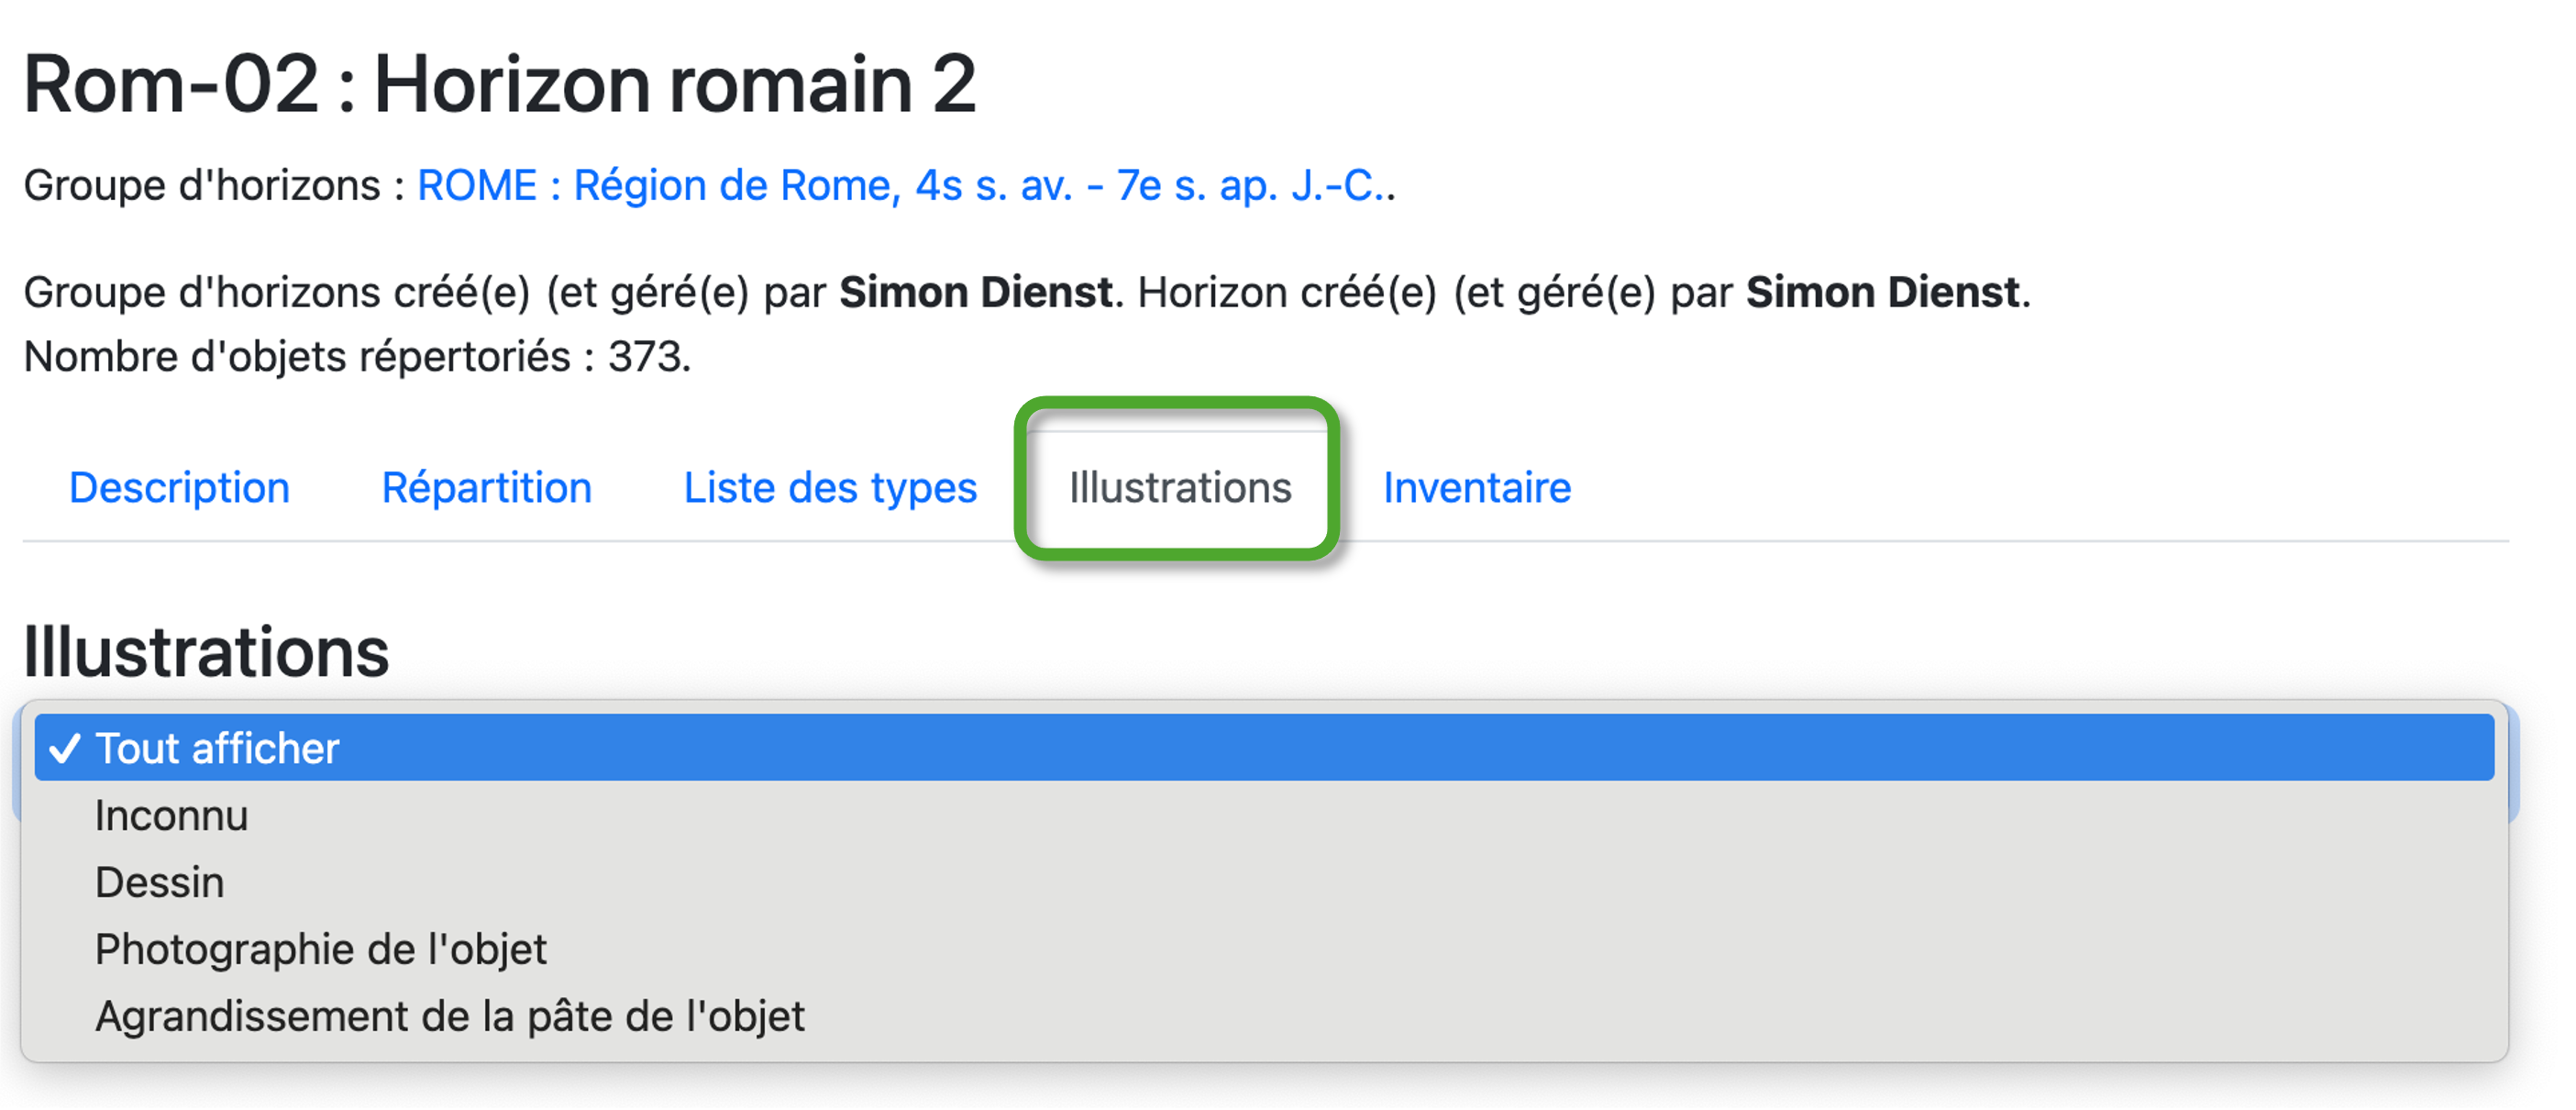 Rom-02 : Horizon romain 2
Groupe d'horizons : ROME : Région de Rome, 4s s. av. - 7e s. ap. J.-C..
Groupe d'horizons créé(e) (et géré(e) par Simon Dienst. Horizon créé(e) (et géré(e) par Simon Dienst.
Nombre d'objets répertoriés : 373.
Description Répartition Liste des types Illustrations Inventaire
Illustrations
✓ Tout afficher
Inconnu
Dessin
Photographie de l'objet
Agrandissement de la pâte de l'objet